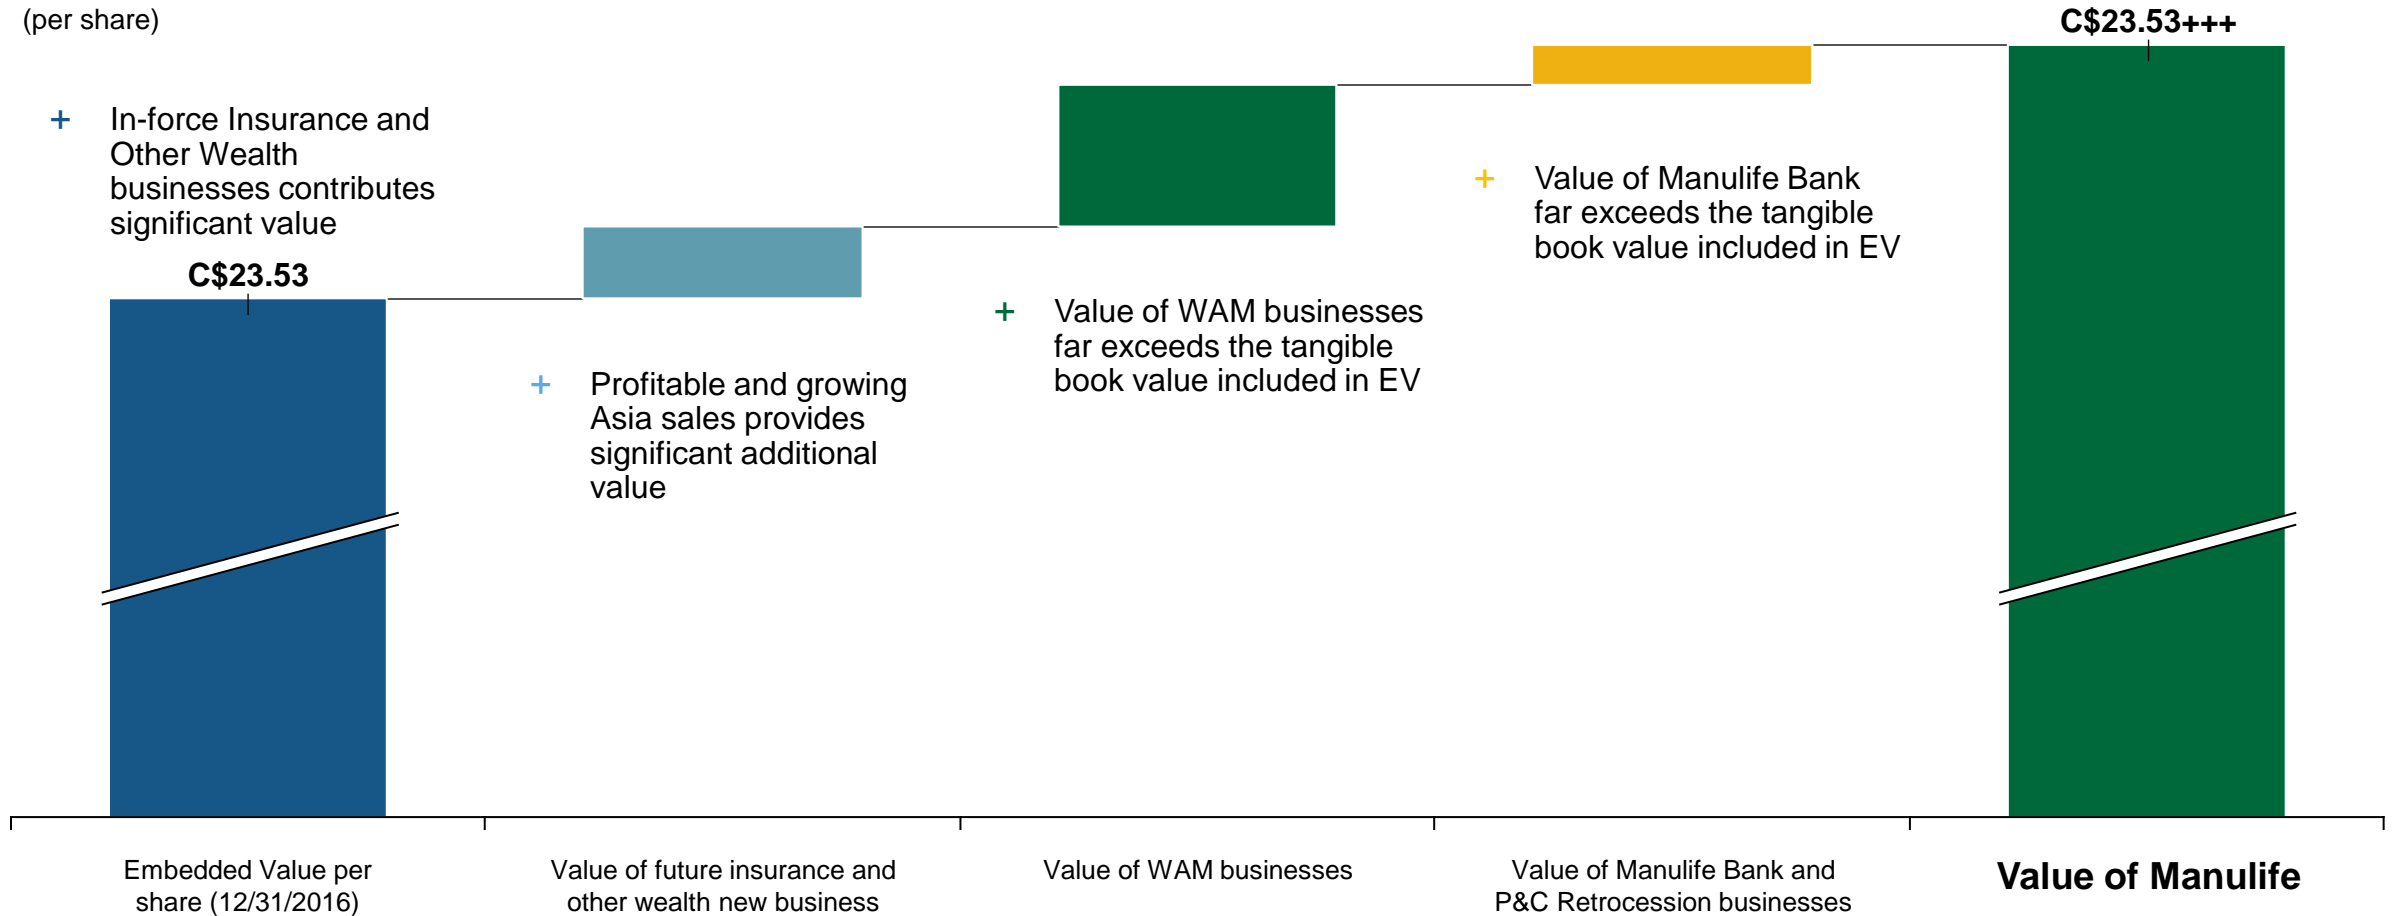 (per share)
C$23.53+++
+ In-force Insurance and
Other Wealth
businesses contributes
significant value
C$23.53
+ Profitable and growing
Asia sales provides
significant additional
value
+ Value of WAM businesses
far exceeds the tangible
book value included in EV
+ Value of Manulife Bank
far exceeds the tangible
book value included in EV
Embedded Value per
share (12/31/2016)
Value of future insurance and
other wealth new business
Value of WAM businesses
Value of Manulife Bank and
P&C Retrocession businesses
Value of Manulife